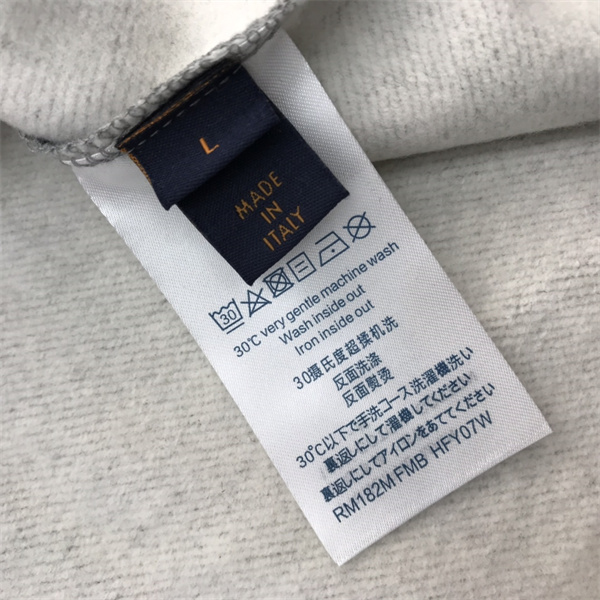 L
MADE
IN
ITALY
30
30℃ very gentle machine wash
Wash inside out
Iron inside out
30摄氏度超柔机洗
反面洗涤
反面熨烫
30℃以下で手洗コース洗濯機洗い
裏返しにして濯機してください
裏返しにしてアイロンをあててください
RM182M FMB HFY07W